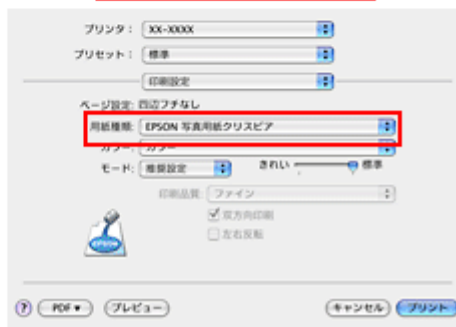 プリンタ： XX-XXXX
プリセット： 標準
印刷設定
ページ設定: 四辺フチなし
用紙種類: EPSON 写真用紙クリスピア
カラー: カラー
モード: 推奨設定 きれい 標準
印刷品質: ファイン
双方向印刷
左右反転
EPSON
? PDF▼ プレビュー キャンセル プリント